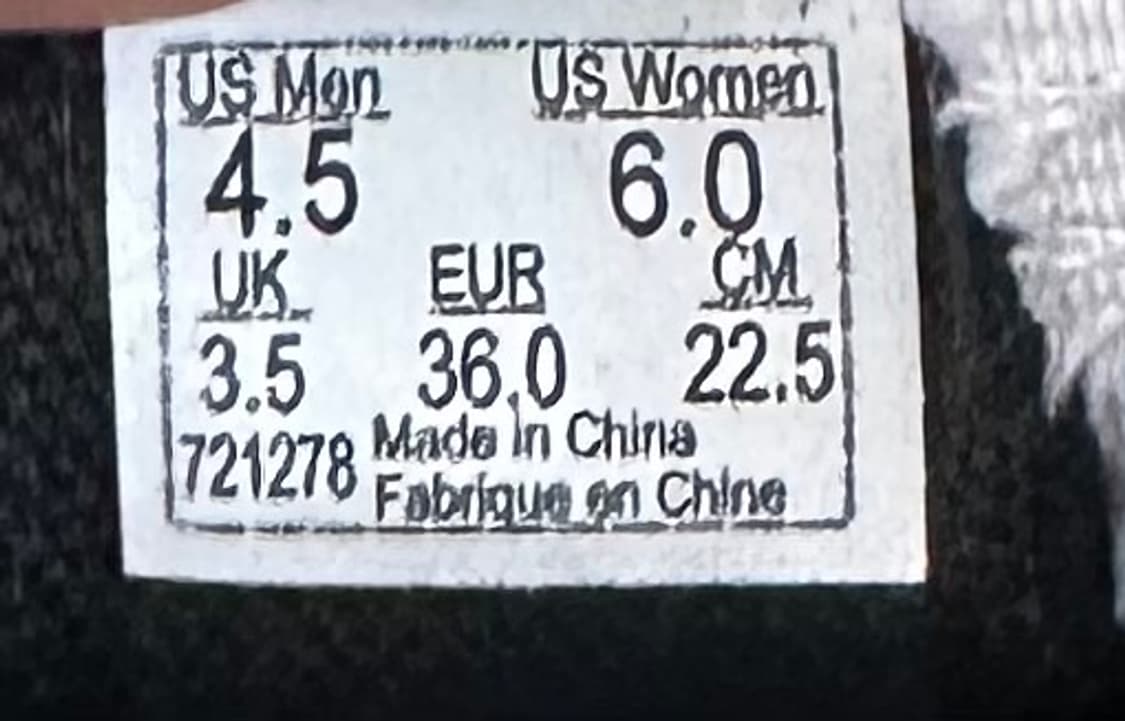 US Men US Women
4.5 6.0
UK EUR CM
3.5 36.0 22.5
721278 Made in China
Fabrique en Chine